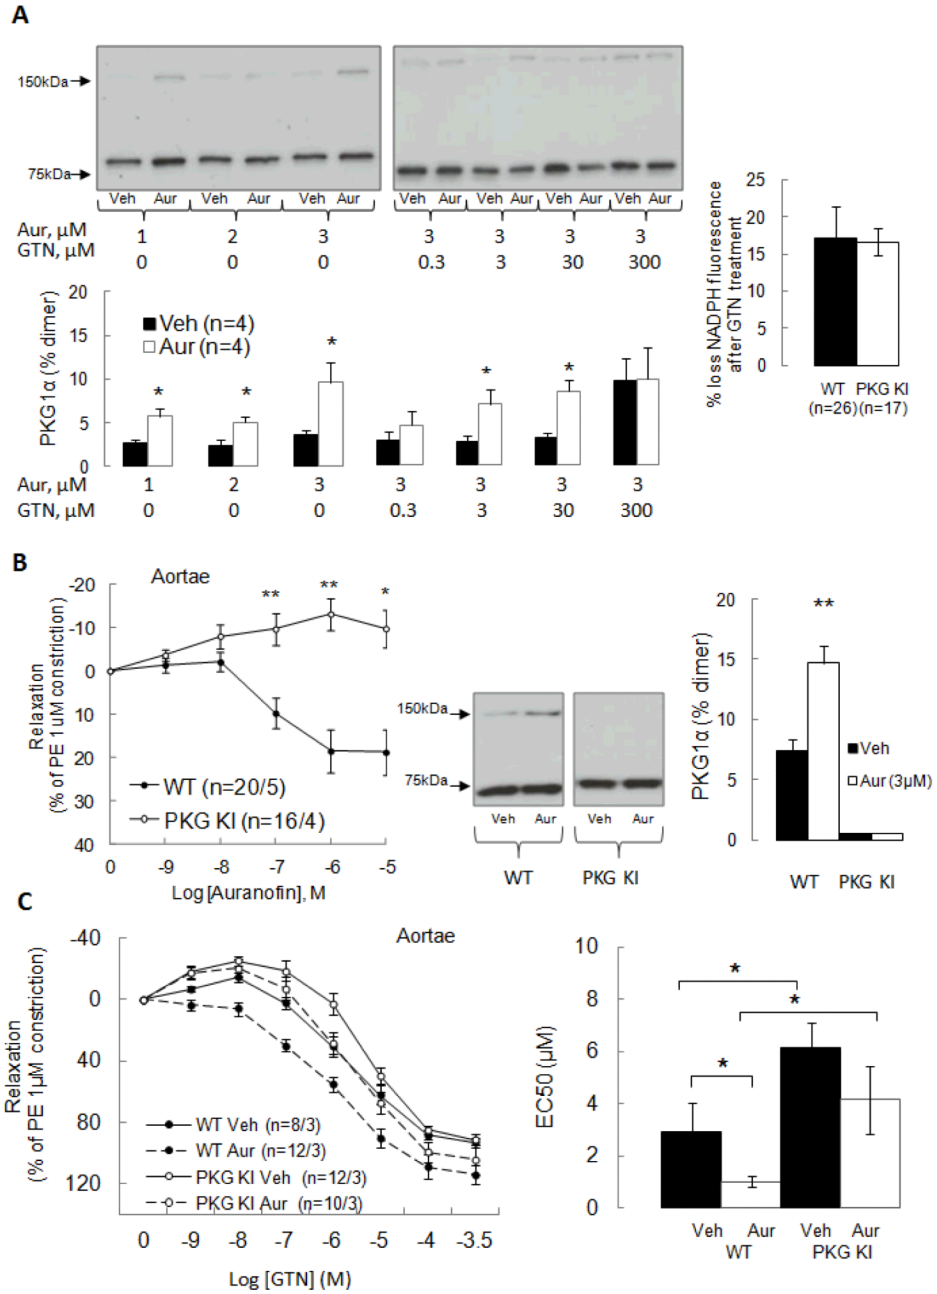 A
150kDa
75kDa
Veh Aur Veh Aur Veh Aur Veh Aur Veh Aur Veh Aur Veh Aur
Aur, μM 1 2 3 3 3 3 3
GTN, μM 0 0 0 0.3 3 30 300
PKG1α (% dimer)
20
15
10
5
0
Veh (n=4)
Aur (n=4)
* * * * *
Aur, μM 1 2 3 3 3 3 3
GTN, μM 0 0 0 0.3 3 30 300
% loss NADPH fluorescence
after GTN treatment
25
20
15
10
5
0
WT PKG KI
(n=26) (n=17)
B
Aortae
Relaxation
(% of PE 1uM constriction)
-20
-10
0
10
20
30
40
** ** *
WT (n=20/5)
PKG KI (n=16/4)
0 -9 -8 -7 -6 -5
Log[Auranofin], M
150kDa
75kDa
Veh Aur Veh Aur
WT PKG KI
PKG1α (% dimer)
20
15
10
5
0
**
Veh
Aur (3μM)
WT PKG KI
C
Aortae
Relaxation
(% of PE 1μM constriction)
-40
0
40
80
120
WT Veh (n=8/3)
WT Aur (n=12/3)
PKG KI Veh (n=12/3)
PKG KI Aur (n=10/3)
0 -9 -8 -7 -6 -5 -4 -3.5
Log [GTN] (M)
EC50 (μM)
10
8
6
4
2
0
*
*
*
Veh Aur Veh Aur
WT PKG KI